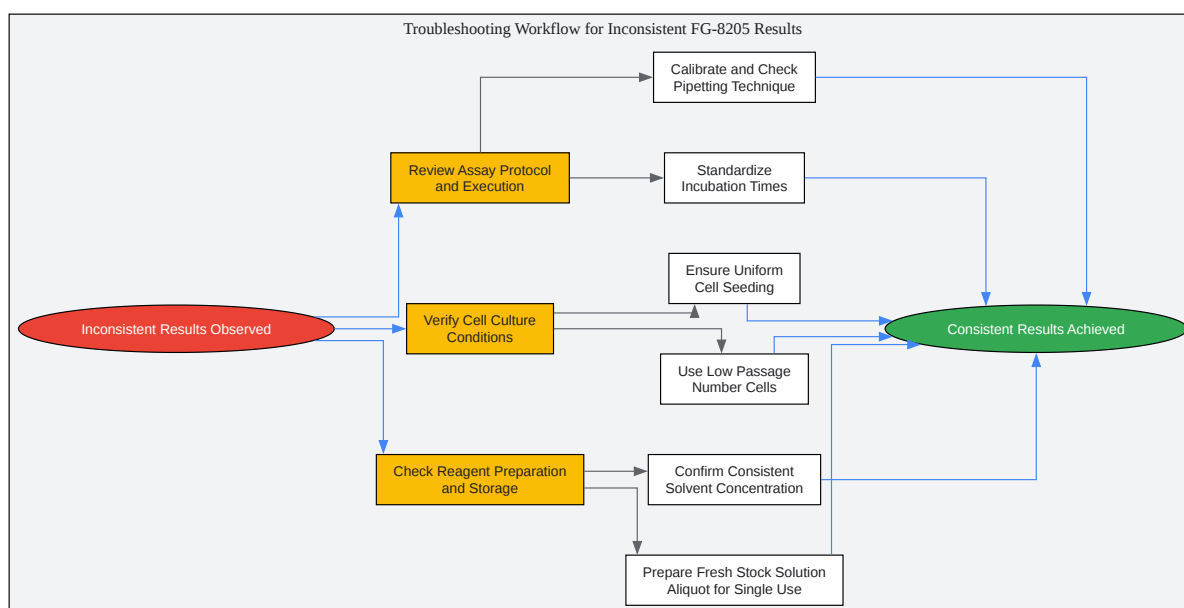 Troubleshooting Workflow for Inconsistent FG-8205 Results
Calibrate and Check
Pipetting Technique
Review Assay Protocol
and Execution
Standardize
Incubation Times
Ensure Uniform
Cell Seeding
Inconsistent Results Observed
Verify Cell Culture
Conditions
Consistent Results Achieved
Use Low Passage
Number Cells
Check Reagent Preparation
and Storage
Confirm Consistent
Solvent Concentration
Prepare Fresh Stock Solution
Aliquot for Single Use